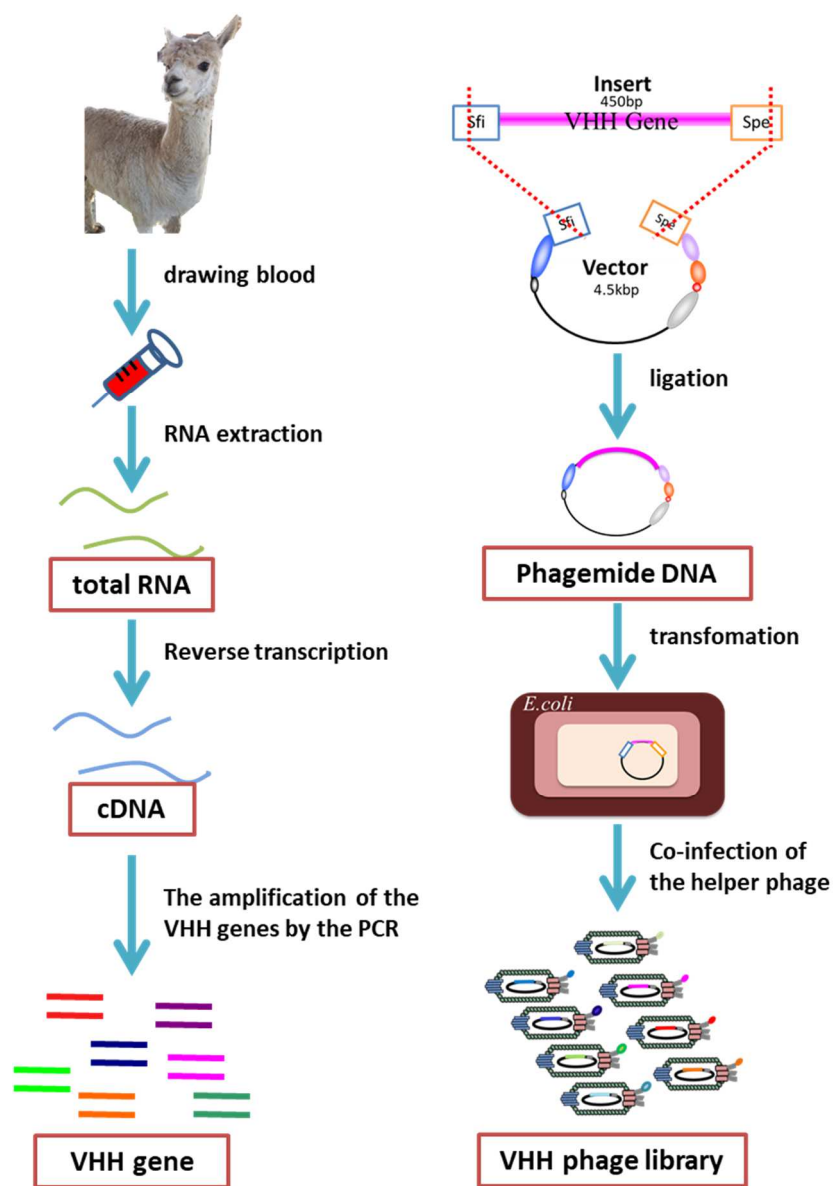 drawing blood
RNA extraction
total RNA
Reverse transcription
cDNA
The amplification of the
VHH genes by the PCR
VHH gene
Insert
450bp
Sfi
VHH Gene
Spe
Sfi
Spe
Vector
4.5kbp
ligation
Phagemide DNA
transfomation
E.coli
Co-infection of
the helper phage
VHH phage library